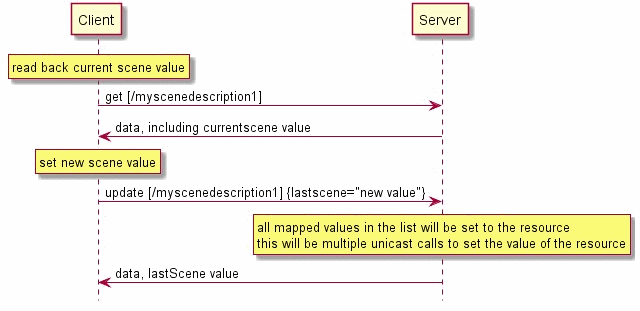 Client
Server
read back current scene value
get [/myscenedescription1]
data, including currentscene value
set new scene value
update [/myscenedescription1] {lastscene="new value"}
all mapped values in the list will be set to the resource
this will be multiple unicast calls to set the value of the resource
data, lastScene value